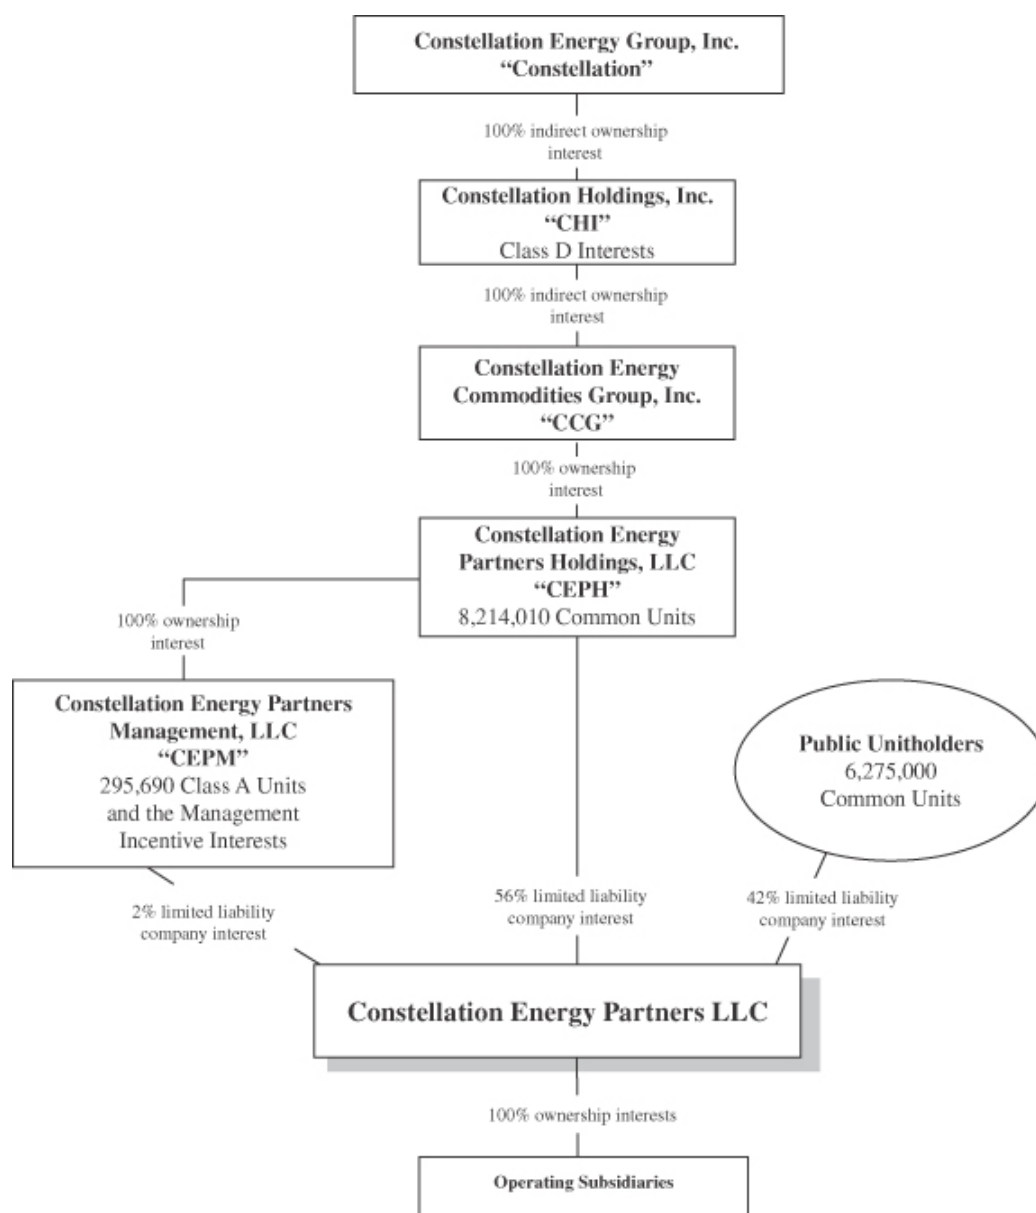 Constellation Energy Group, Inc.
“Constellation”
100% indirect ownership
interest
Constellation Holdings, Inc.
“CHI”
Class D Interests
100% indirect ownership
interest
Constellation Energy
Commodities Group, Inc.
“CCG”
100% ownership
interest
Constellation Energy
Partners Holdings, LLC
“CEPH”
8,214,010 Common Units
100% ownership
interest
Constellation Energy Partners
Management, LLC
“CEPM”
295,690 Class A Units
and the Management
Incentive Interests
Public Unitholders
6,275,000
Common Units
2% limited liability
company interest
56% limited liability
company interest
42% limited liability
company interest
Constellation Energy Partners LLC
100% ownership interests
Operating Subsidiaries